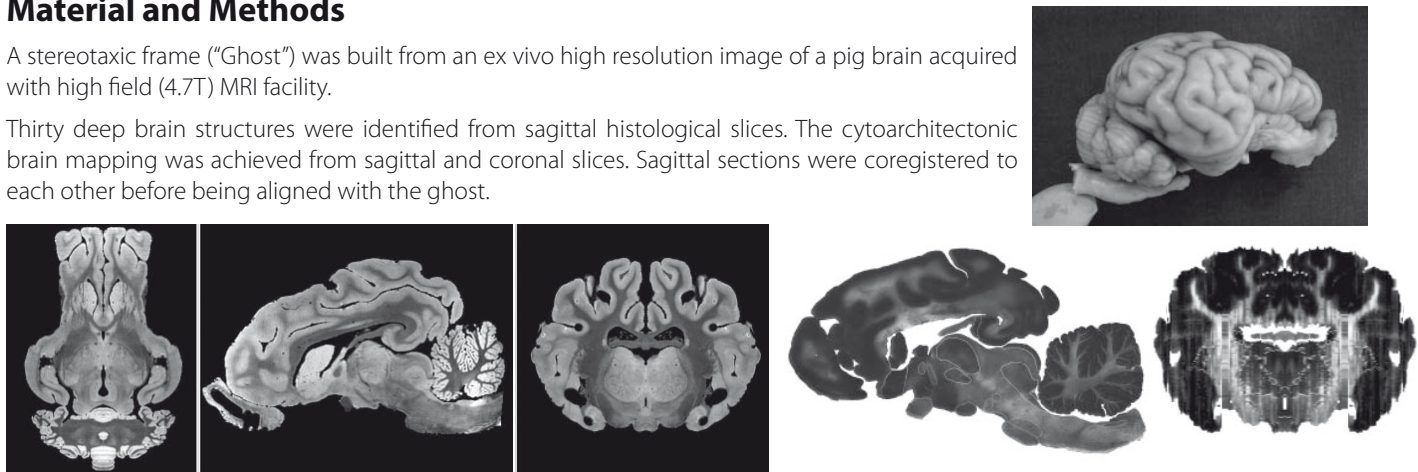 Material and Methods
A stereotaxic frame (“Ghost”) was built from an ex vivo high resolution image of a pig brain acquired
with high field (4.7T) MRI facility.
Thirty deep brain structures were identified from sagittal histological slices. The cytoarchitectonic
brain mapping was achieved from sagittal and coronal slices. Sagittal sections were coregistered to
each other before being aligned with the ghost.